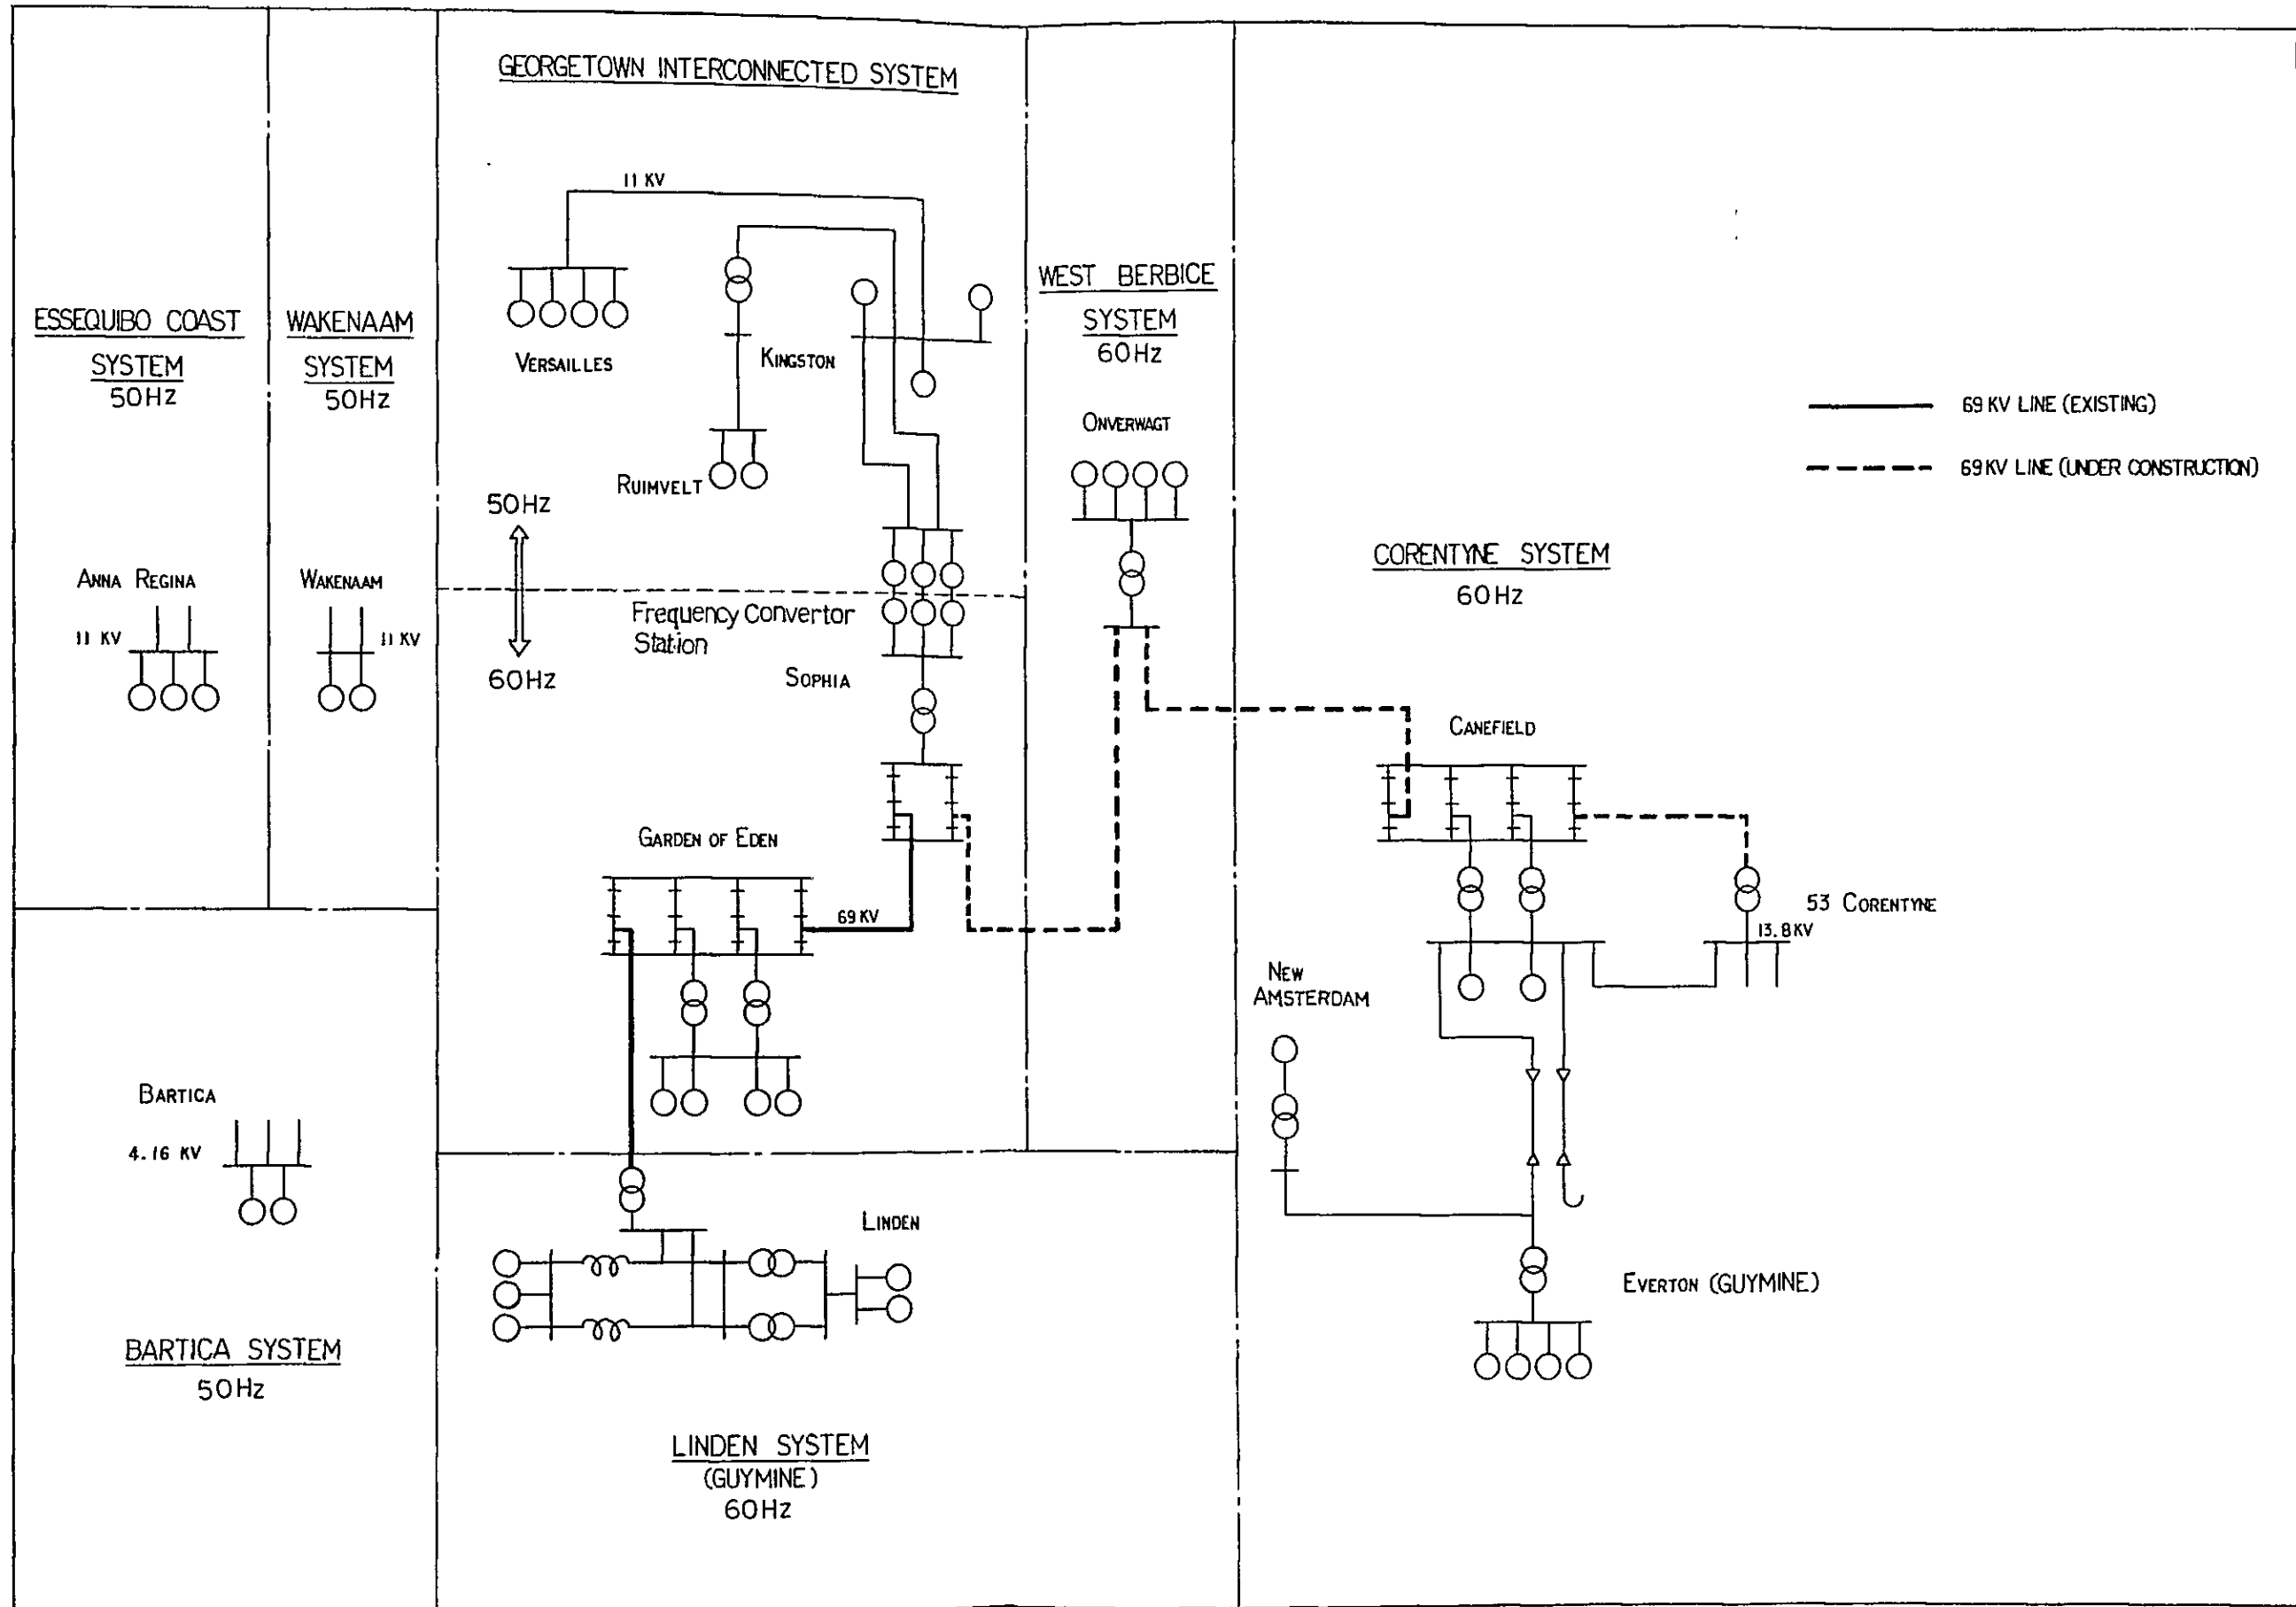 GEORGETOWN INTERCONNECTED SYSTEM
11 KV
VERSAILLES
KINGSTON
RUIMVELT
50Hz
60Hz
Frequency Convertor
Station
SOPHIA
GARDEN OF EDEN
69 KV
ESSEQUIBO COAST
SYSTEM
50Hz
ANNA REGINA
11 KV
WAKENAAM
SYSTEM
50Hz
WAKENAAM
11 KV
WEST BERBICE
SYSTEM
60Hz
ONVERWAGT
69 KV LINE (EXISTING)
69 KV LINE (UNDER CONSTRUCTION)
CORENTYNE SYSTEM
60Hz
CANEFIELD
53 CORENTYNE
13.8 KV
NEW
AMSTERDAM
EVERTON (GUYMINE)
BARTICA
4.16 KV
BARTICA SYSTEM
50Hz
LINDEN
LINDEN SYSTEM
(GUYMINE)
60Hz